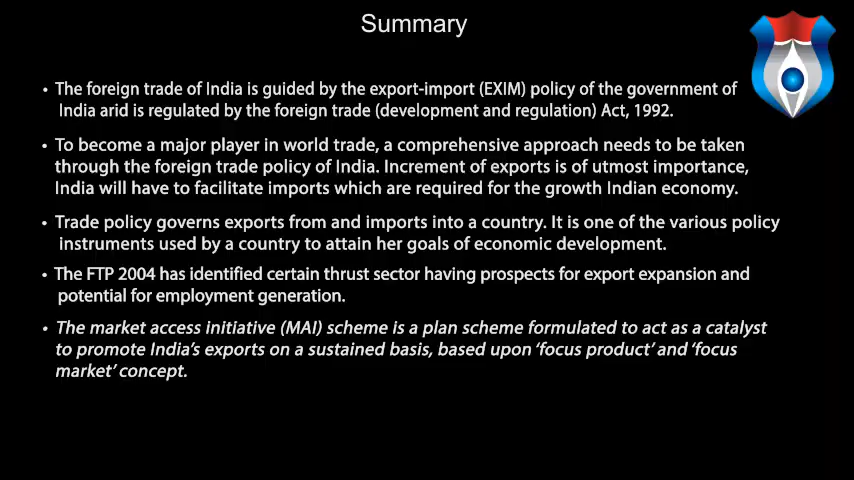 Summary
• The foreign trade of India is guided by the export-import (EXIM) policy of the government of
India arid is regulated by the foreign trade (development and regulation) Act, 1992.
• To become a major player in world trade, a comprehensive approach needs to be taken
through the foreign trade policy of India. Increment of exports is of utmost importance,
India will have to facilitate imports which are required for the growth Indian economy.
• Trade policy governs exports from and imports into a country. It is one of the various policy
instruments used by a country to attain her goals of economic development.
• The FTP 2004 has identified certain thrust sector having prospects for export expansion and
potential for employment generation.
• The market access initiative (MAI) scheme is a plan scheme formulated to act as a catalyst
to promote India's exports on a sustained basis, based upon ‘focus product’ and ‘focus
market’ concept.